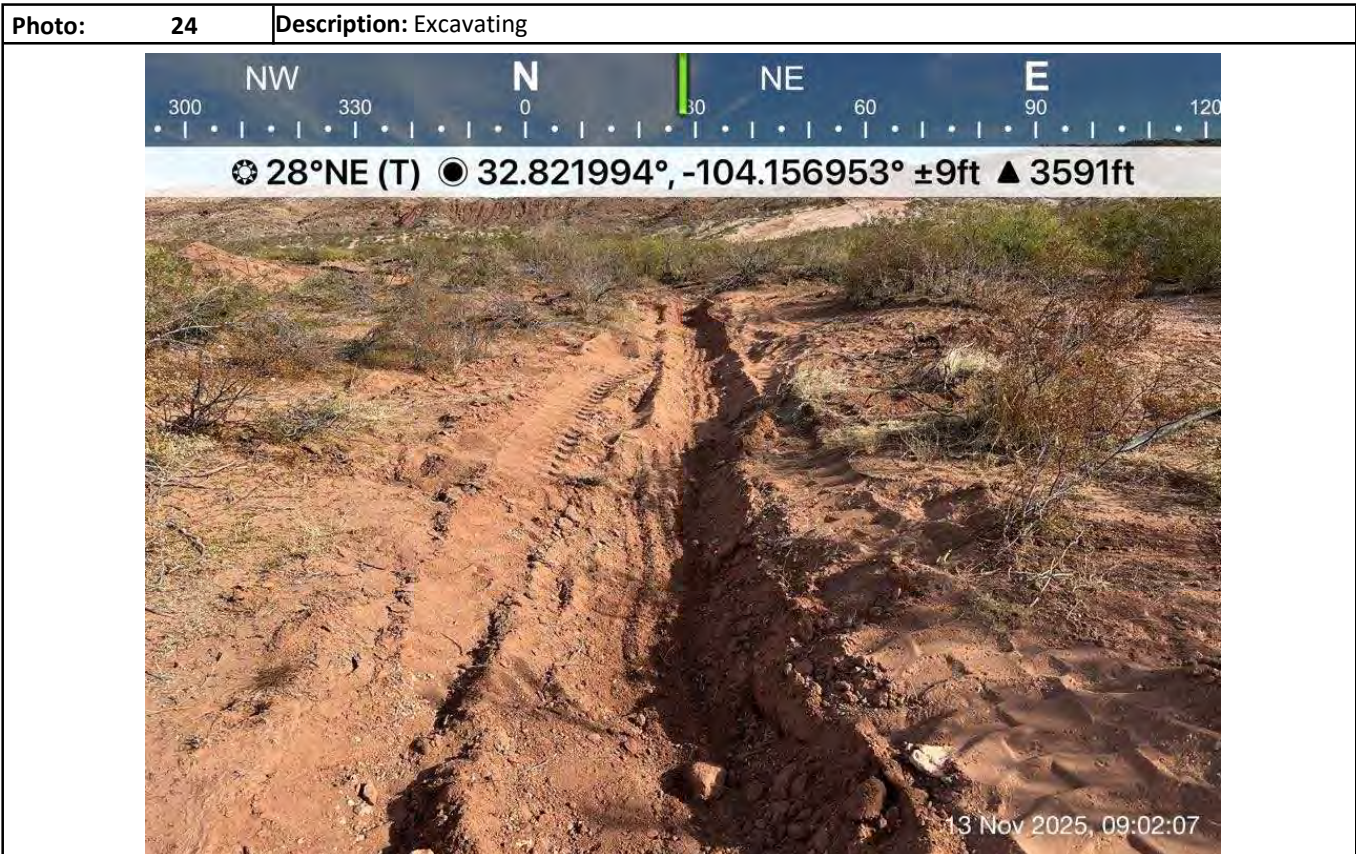 Photo: 24 Description: Excavating
NW N NE E
300 330 0 30 60 90 120
28°NE (T) 32.821994°, -104.156953° ±9ft ▲ 3591ft
13 Nov 2025, 09:02:07